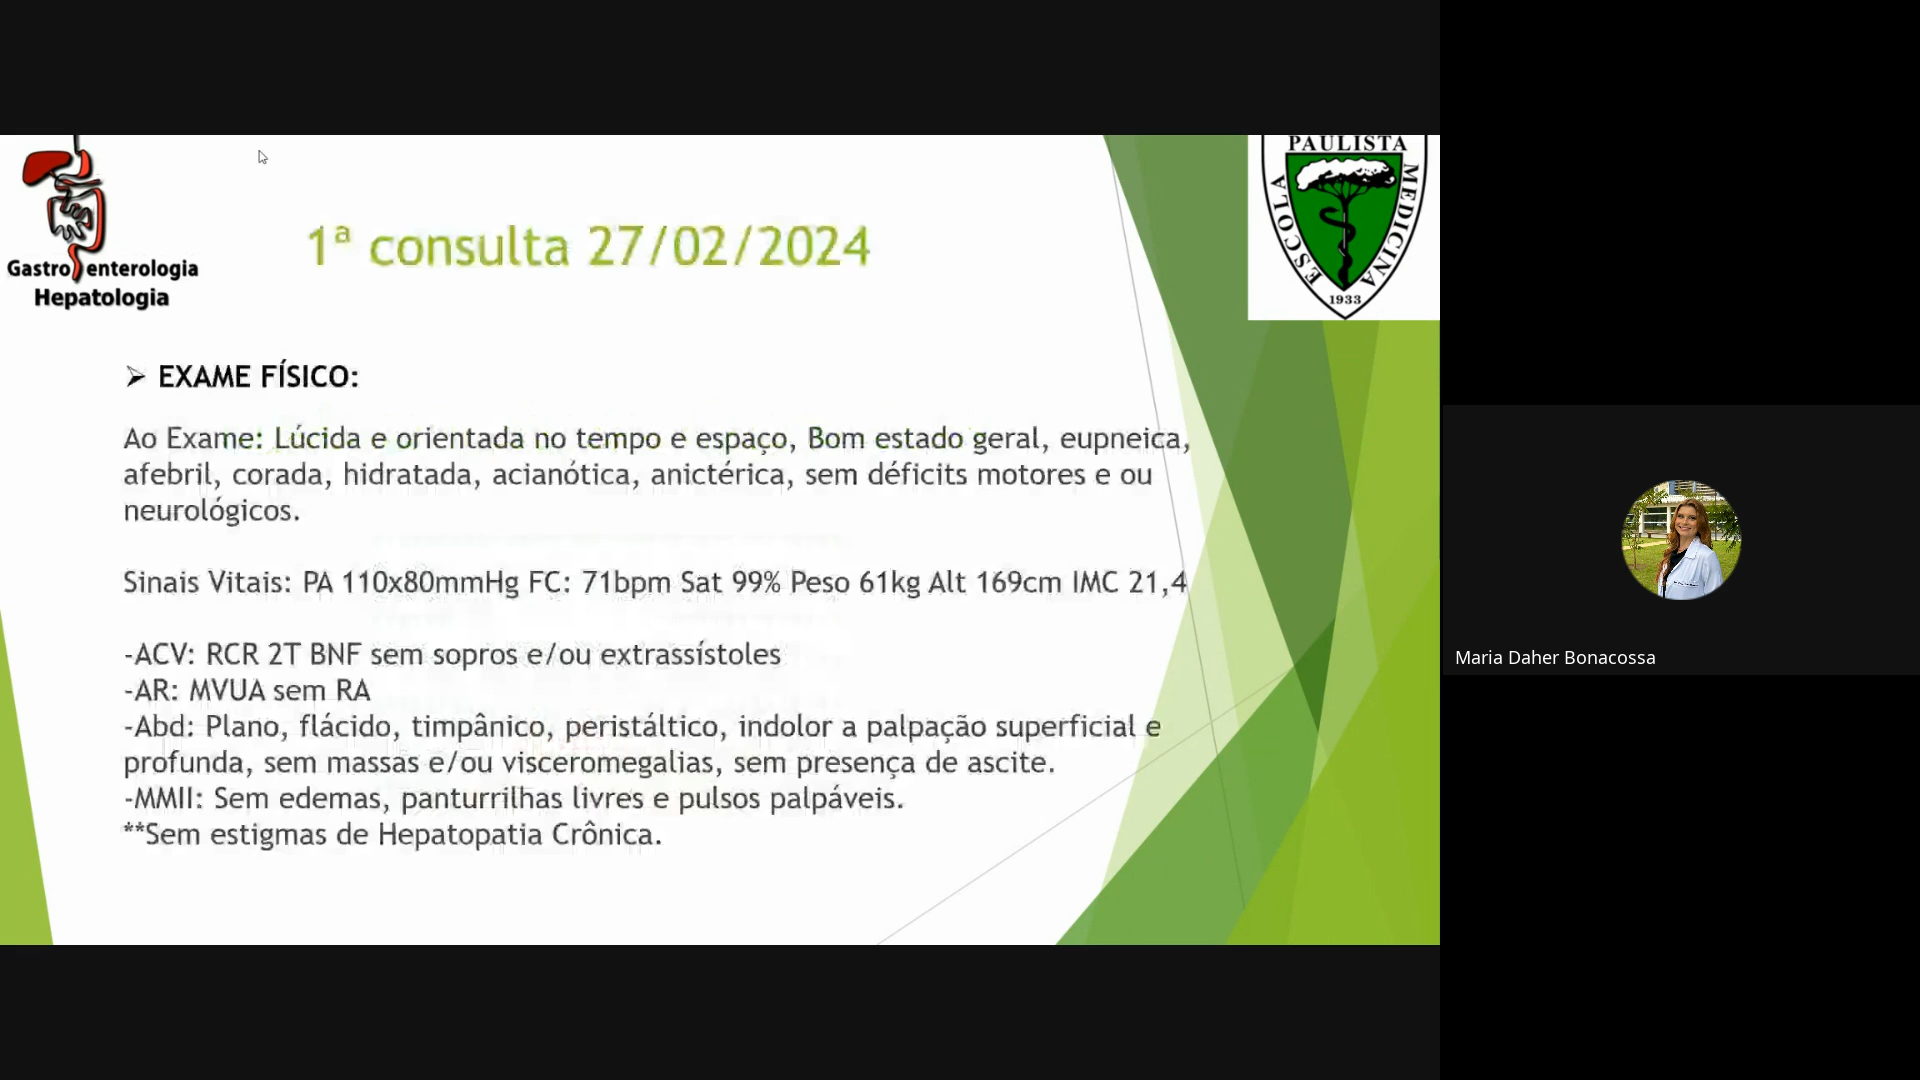 Gastroenterologia
Hepatologia
PAULISTA
ESCOLA
MEDICINA
1933
1ª consulta 27/02/2024
➢ EXAME FÍSICO:
Ao Exame: Lúcida e orientada no tempo e espaço, Bom estado geral, eupneica,
afebril, corada, hidratada, acianótica, anictérica, sem déficits motores e ou
neurológicos.
Sinais Vitais: PA 110x80mmHg FC: 71bpm Sat 99% Peso 61kg Alt 169cm IMC 21,4
-ACV: RCR 2T BNF sem sopros e/ou extrassístoles
-AR: MVUA sem RA
-Abd: Plano, flácido, timpânico, peristáltico, indolor a palpação superficial e
profunda, sem massas e/ou visceromegalias, sem presença de ascite.
-MMII: Sem edemas, panturrilhas livres e pulsos palpáveis.
**Sem estigmas de Hepatopatia Crônica.
Maria Daher Bonacossa